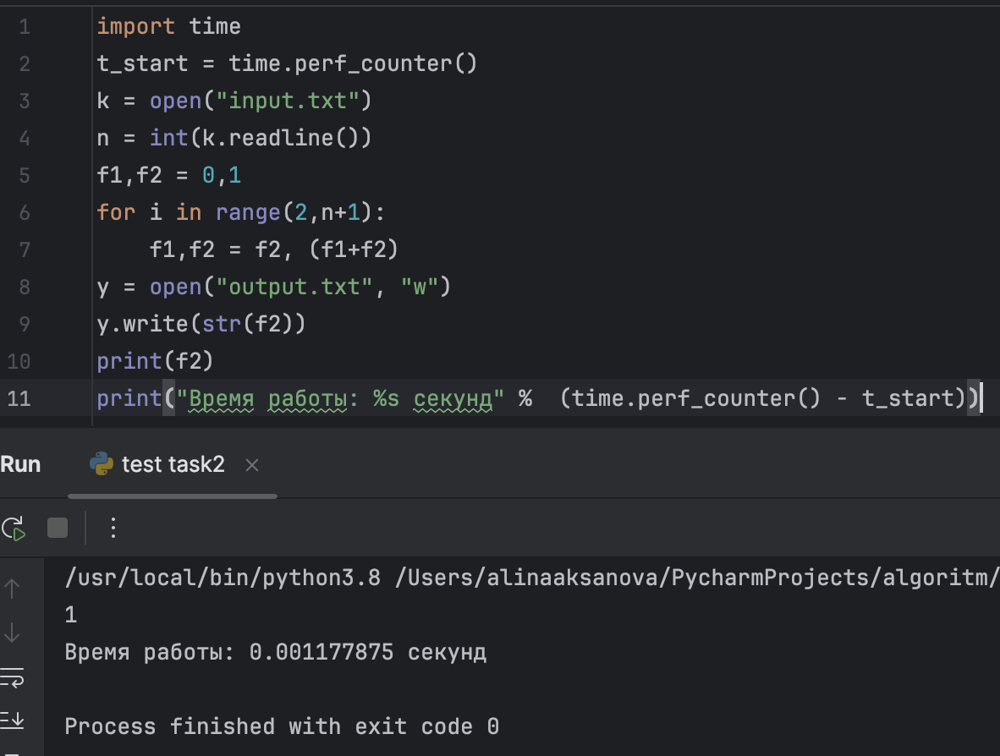 1 import time
2 t_start = time.perf_counter()
3 k = open("input.txt")
4 n = int(k.readline())
5 f1,f2 = 0,1
6 for i in range(2,n+1):
7     f1,f2 = f2, (f1+f2)
8 y = open("output.txt", "w")
9 y.write(str(f2))
10 print(f2)
11 print("Время работы: %s секунд" %  (time.perf_counter() - t_start))
Run test task2
/usr/local/bin/python3.8 /Users/alinaaksanova/PycharmProjects/algoritm/
1
Время работы: 0.001177875 секунд
Process finished with exit code 0